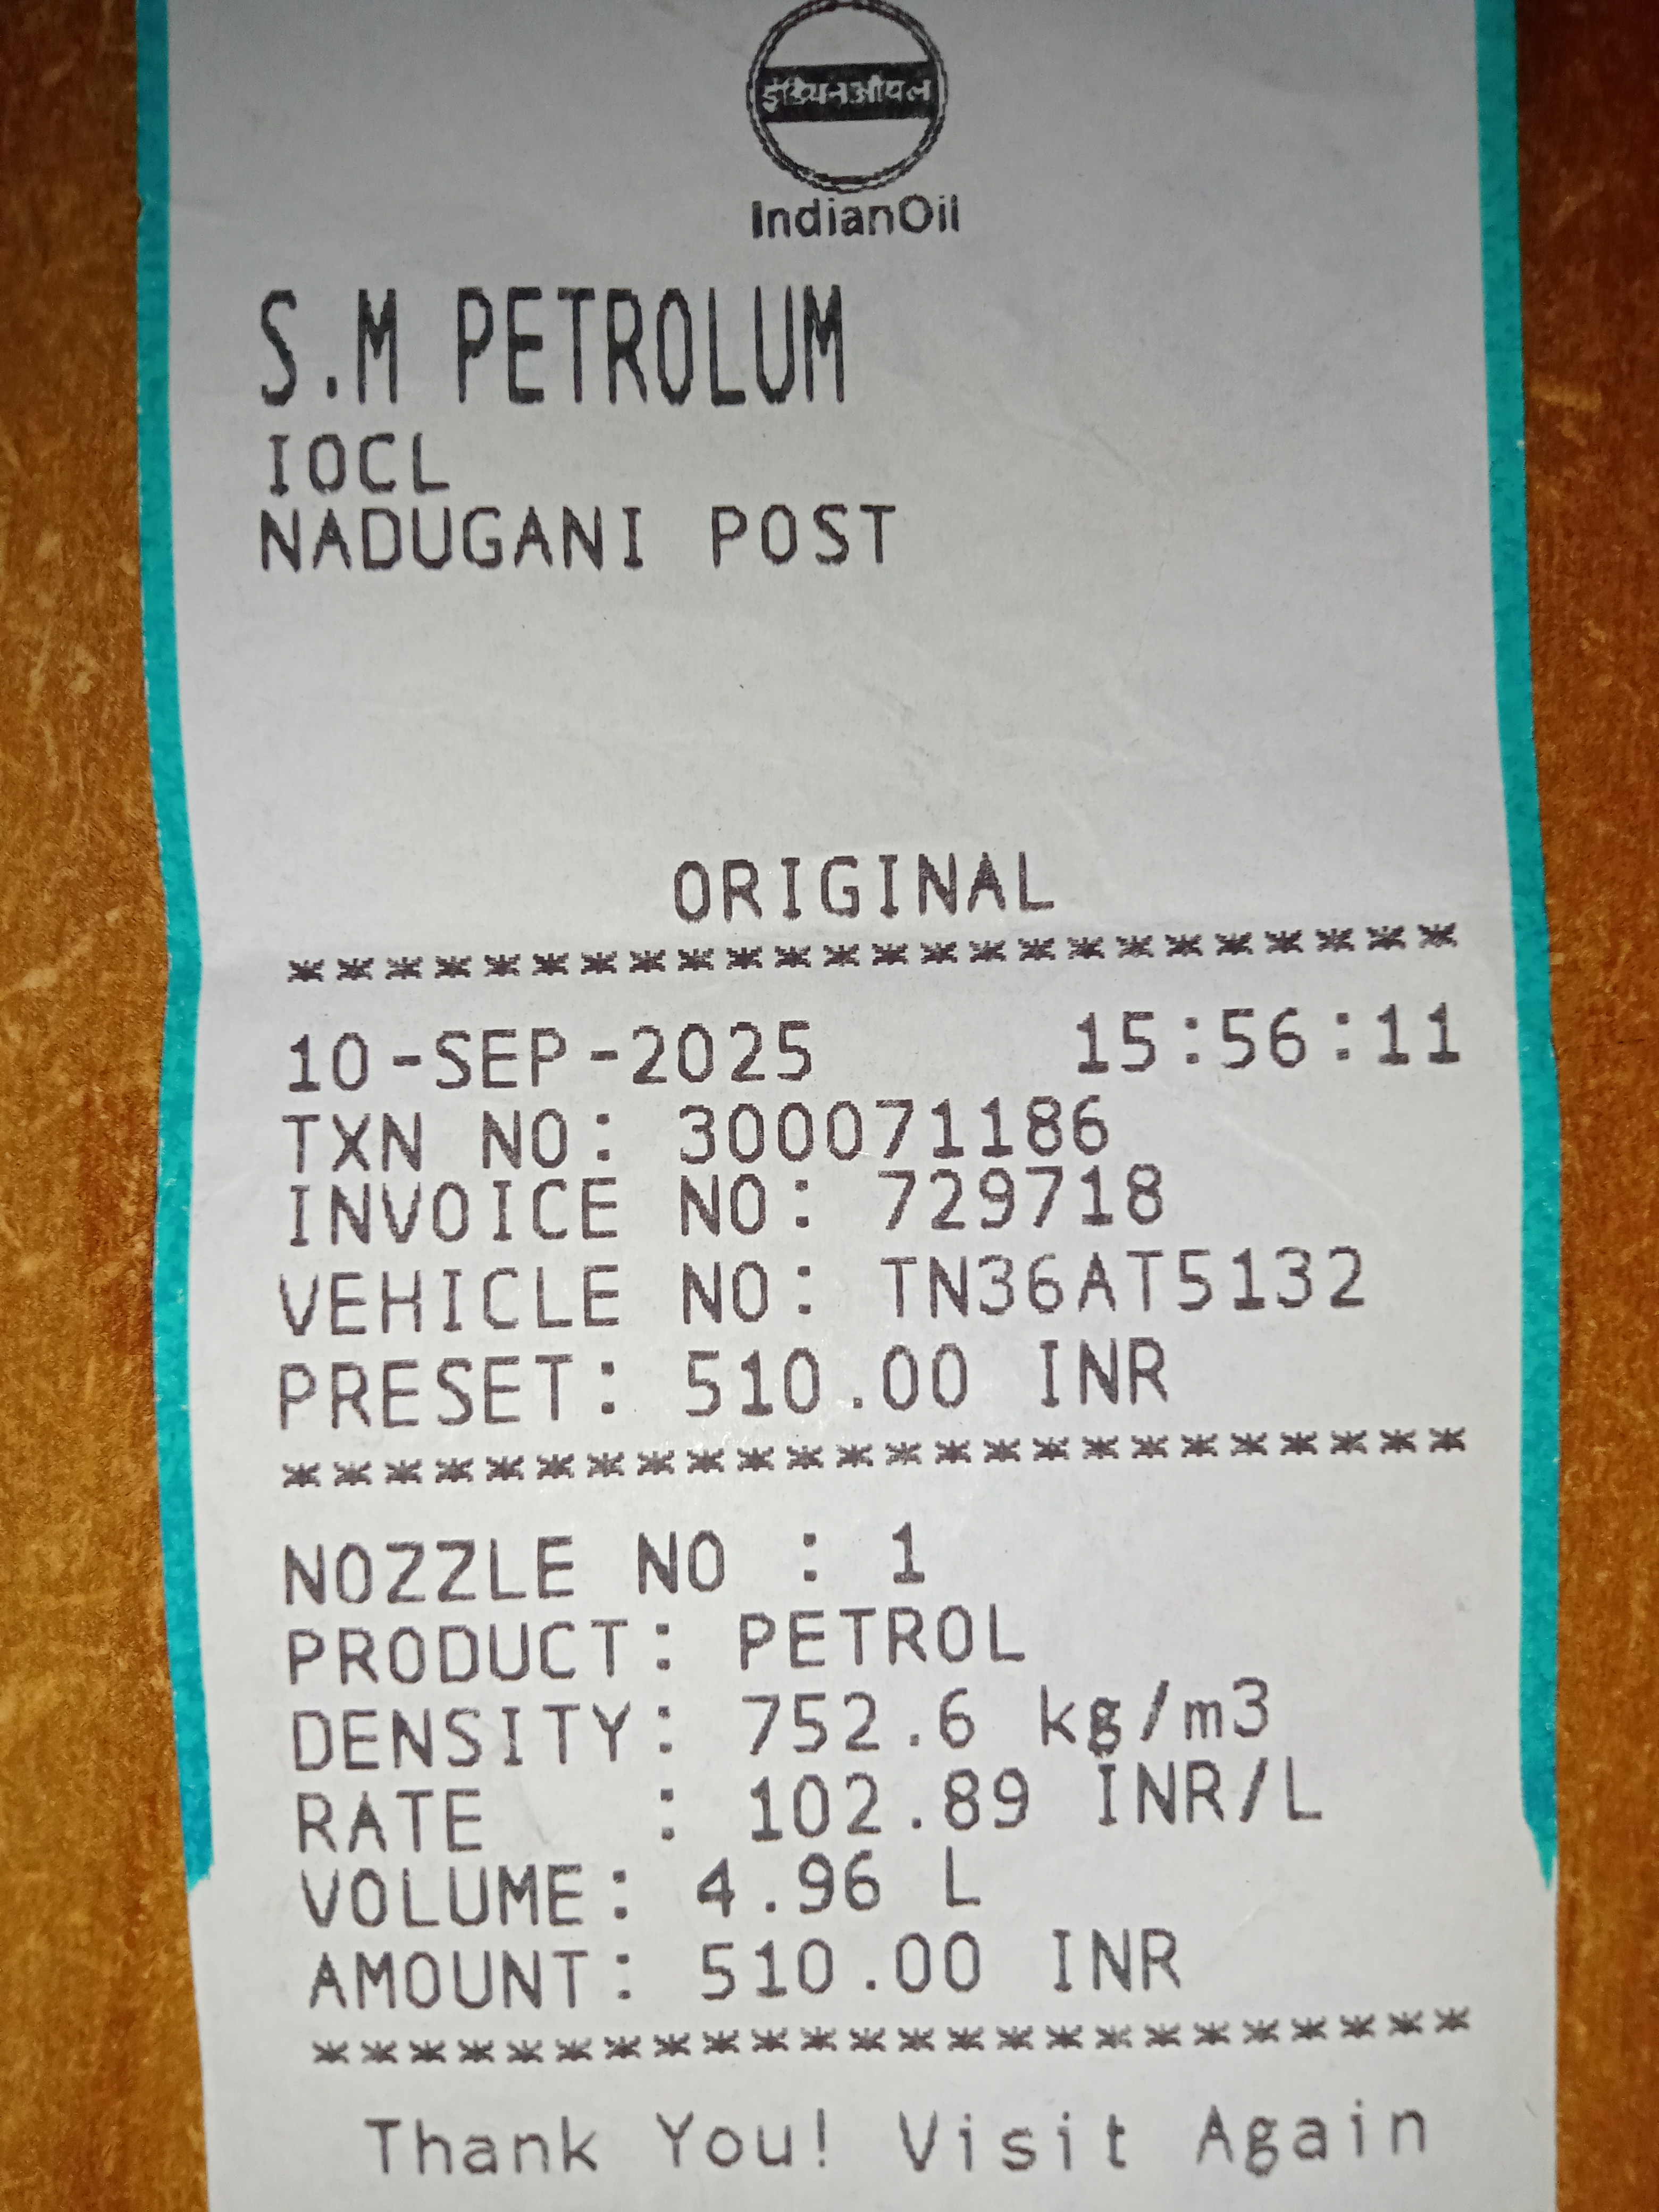 इंडियनऑयल
IndianOil
S.M PETROLUM
IOCL
NADUGANI POST
ORIGINAL
************************
10-SEP-2025 15:56:11
TXN NO: 300071186
INVOICE NO: 729718
VEHICLE NO: TN36AT5132
PRESET: 510.00 INR
************************
NOZZLE NO : 1
PRODUCT: PETROL
DENSITY: 752.6 kg/m3
RATE : 102.89 INR/L
VOLUME: 4.96 L
AMOUNT: 510.00 INR
************************
Thank You! Visit Again